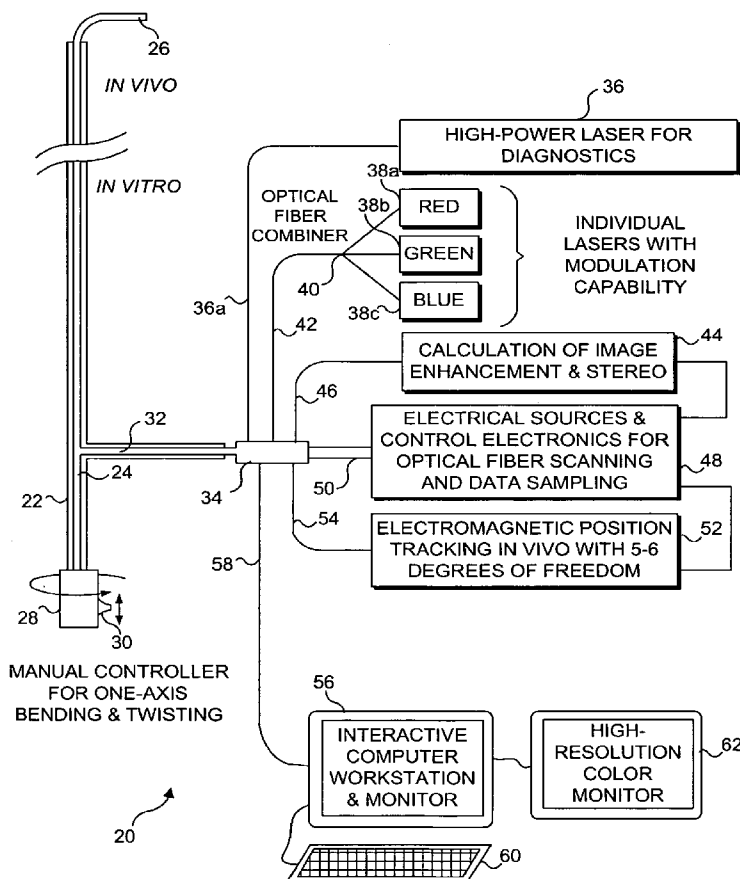 26
IN VIVO
36
HIGH-POWER LASER FOR
DIAGNOSTICS
IN VITRO
38a
OPTICAL
FIBER
COMBINER
38b
RED
GREEN
BLUE
40
38c
INDIVIDUAL
LASERS WITH
MODULATION
CAPABILITY
36a
42
44
CALCULATION OF IMAGE
ENHANCEMENT & STEREO
46
32
ELECTRICAL SOURCES &
CONTROL ELECTRONICS FOR
OPTICAL FIBER SCANNING
AND DATA SAMPLING
48
24
34
50
22
54
ELECTROMAGNETIC POSITION
TRACKING IN VIVO WITH 5-6
DEGREES OF FREEDOM
52
58
28
30
MANUAL CONTROLLER
FOR ONE-AXIS
BENDING & TWISTING
56
INTERACTIVE
COMPUTER
WORKSTATION
& MONITOR
HIGH-
RESOLUTION
COLOR
MONITOR
62
20
60